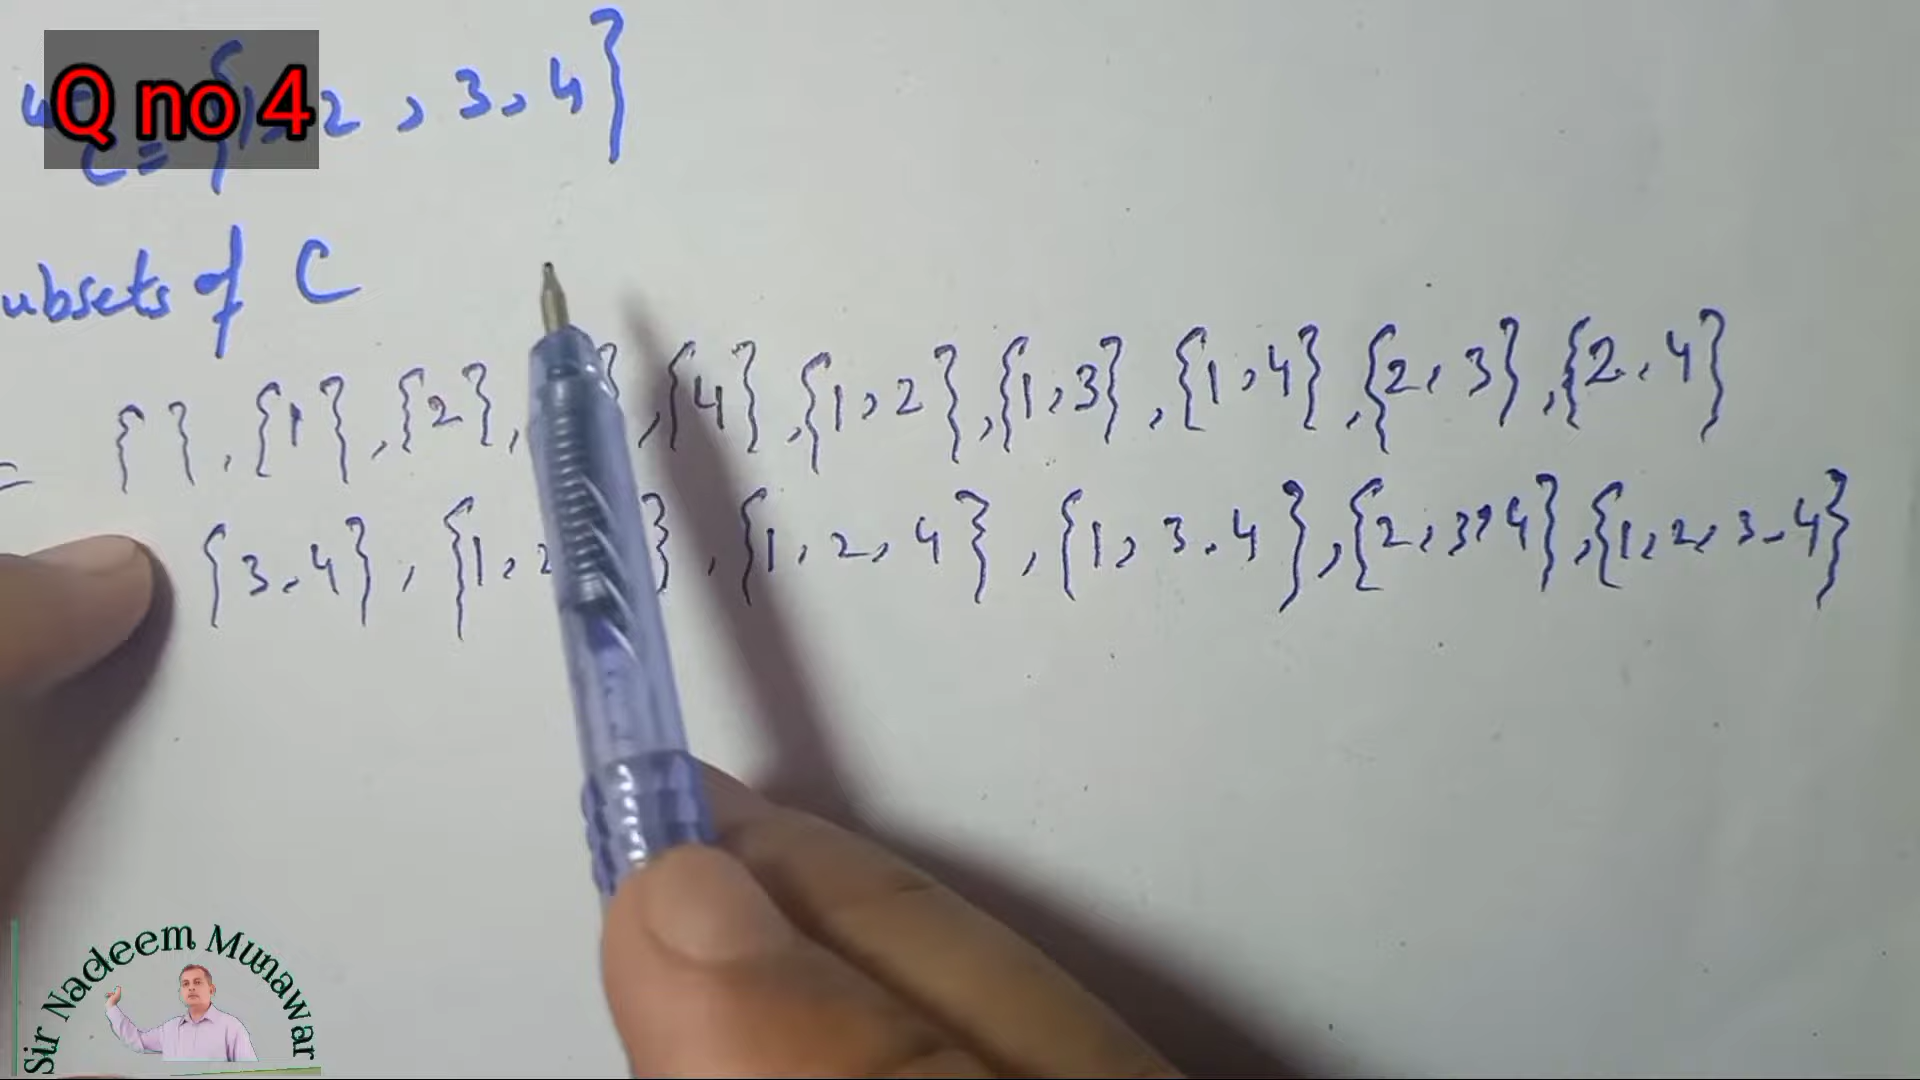 Q no 4
C = { 1, 2 , 3 , 4 }
ubsets of C
= { } , {1} , {2} , } , {4} , {1 , 2} , {1 , 3} , {1 , 4} , {2 , 3} , {2 , 4}
{3 , 4} , {1 , 2 } , {1 , 2 , 4} , {1 , 3 , 4} , {2 , 3 , 4} , {1 , 2 , 3 , 4}
Sir Nadeem Munawar